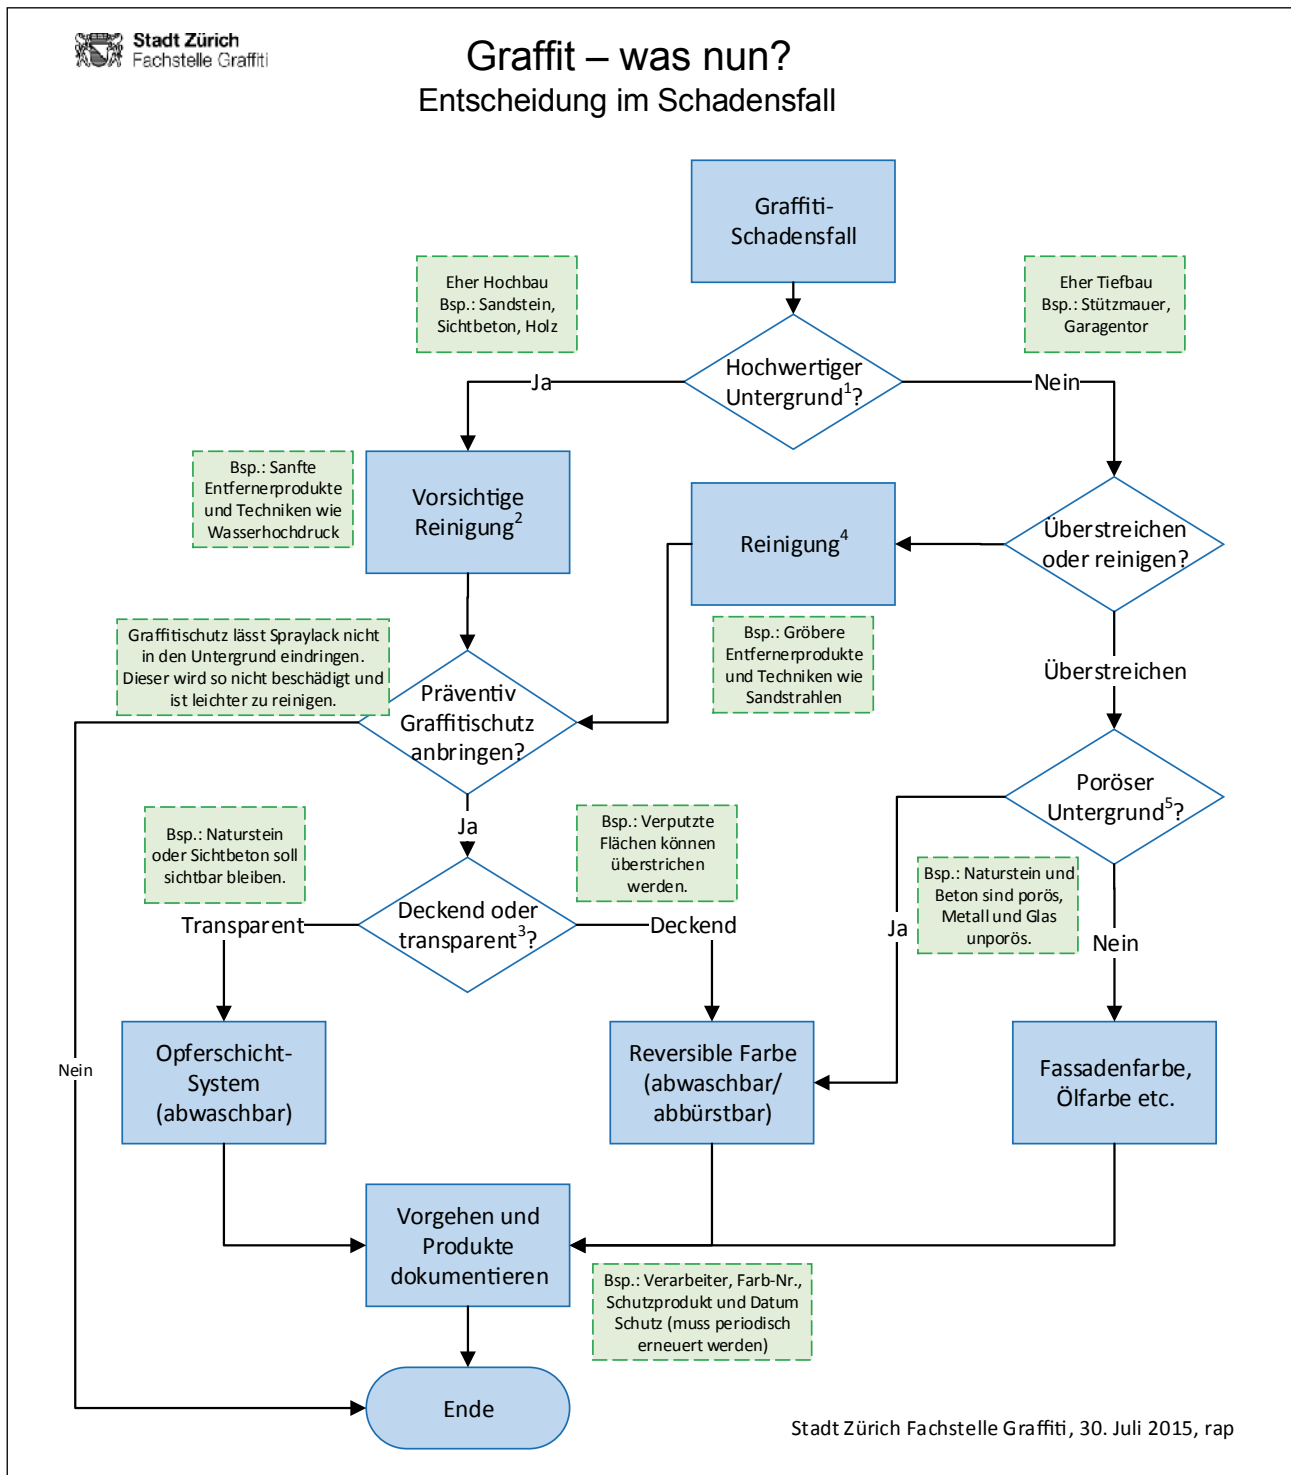 Stadt Zürich
Fachstelle Graffiti
Graffit – was nun?
Entscheidung im Schadensfall
Graffiti-
Schadensfall
Eher Hochbau
Bsp.: Sandstein,
Sichtbeton, Holz
Eher Tiefbau
Bsp.: Stützmauer,
Garagentor
Hochwertiger
Untergrund¹?
Ja
Nein
Bsp.: Sanfte
Entfernerprodukte
und Techniken wie
Wasserhochdruck
Vorsichtige
Reinigung²
Reinigung⁴
Überstreichen
oder reinigen?
Bsp.: Gröbere
Entfernerprodukte
und Techniken wie
Sandstrahlen
Graffitischutz lässt Spraylack nicht
in den Untergrund eindringen.
Dieser wird so nicht beschädigt und
ist leichter zu reinigen.
Überstreichen
Präventiv
Graffitischutz
anbringen?
Poröser
Untergrund⁵?
Ja
Bsp.: Naturstein
oder Sichtbeton soll
sichtbar bleiben.
Bsp.: Verputzte
Flächen können
überstrichen
werden.
Bsp.: Naturstein und
Beton sind porös,
Metall und Glas
unporös.
Transparent
Deckend oder
transparent³?
Deckend
Ja
Nein
Opferschicht-
System
(abwaschbar)
Reversible Farbe
(abwaschbar/
abbürstbar)
Fassadenfarbe,
Ölfarbe etc.
Nein
Vorgehen und
Produkte
dokumentieren
Bsp.: Verarbeiter, Farb-Nr.,
Schutzprodukt und Datum
Schutz (muss periodisch
erneuert werden)
Ende
Stadt Zürich Fachstelle Graffiti, 30. Juli 2015, rap